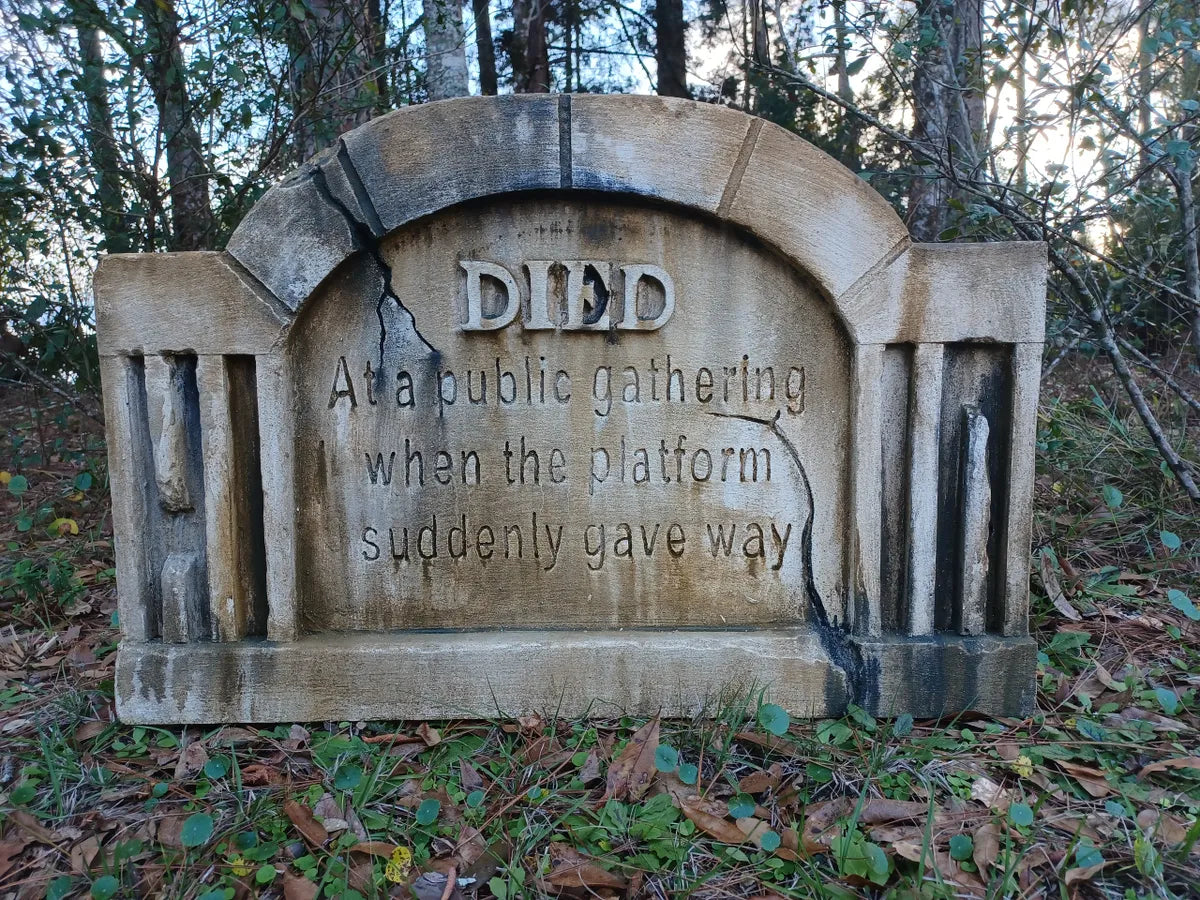 DIED
At a public gathering
when the platform
suddenly gave way